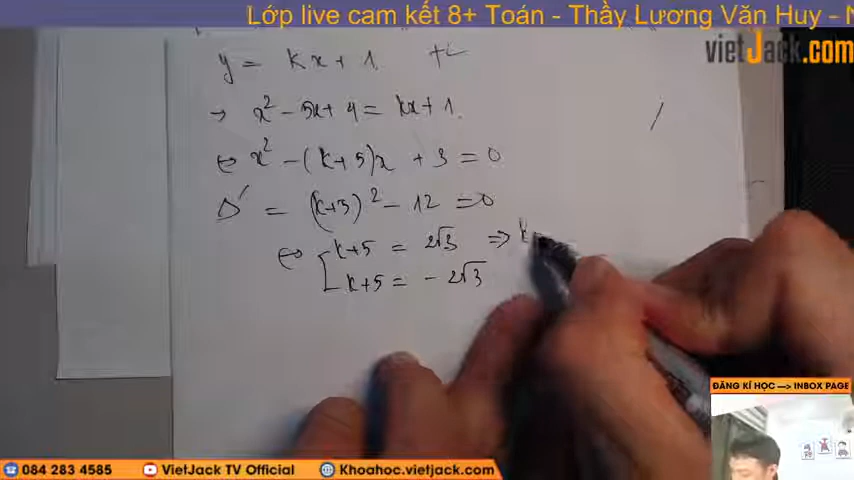 Lớp live cam kết 8+ Toán - Thầy Lương Văn Huy -
vietJack.com
y = kx + 1
→ x² - 5x + 4 = kx + 1.
⇔ x² - (k+5)x + 3 = 0
Δ' = (k+3)² - 12 = 0
⇔ [ k+5 = 2√3 ⇒ k
k+5 = - 2√3
ĐĂNG KÍ HỌC —> INBOX PAGE
084 283 4585 VietJack TV Official Khoahoc.vietjack.com